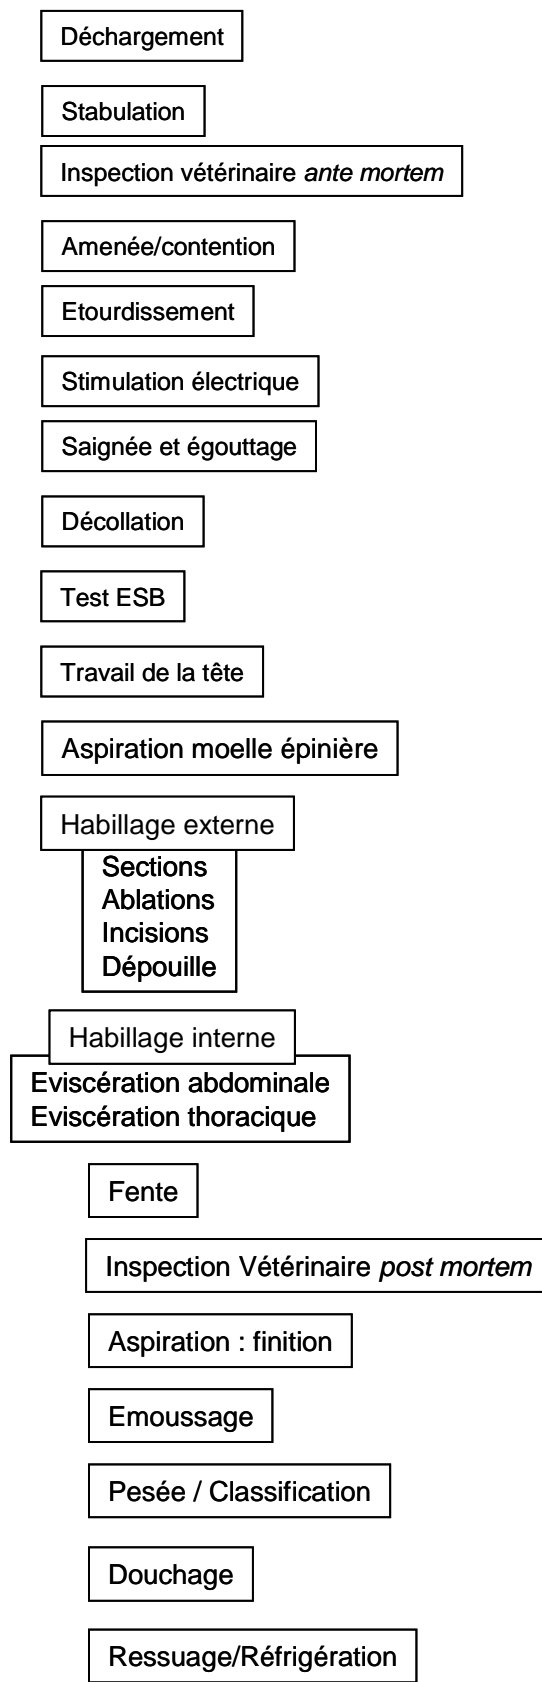 Déchargement
Stabulation
Inspection vétérinaire ante mortem
Amenée/contention
Etourdissement
Stimulation électrique
Saignée et égouttage
Décollation
Test ESB
Travail de la tête
Aspiration moelle épinière
Habillage externe
Sections
Ablations
Incisions
Dépouille
Habillage interne
Eviscération abdominale
Eviscération thoracique
Fente
Inspection Vétérinaire post mortem
Aspiration : finition
Emoussage
Pesée / Classification
Douchage
Ressuage/Réfrigération